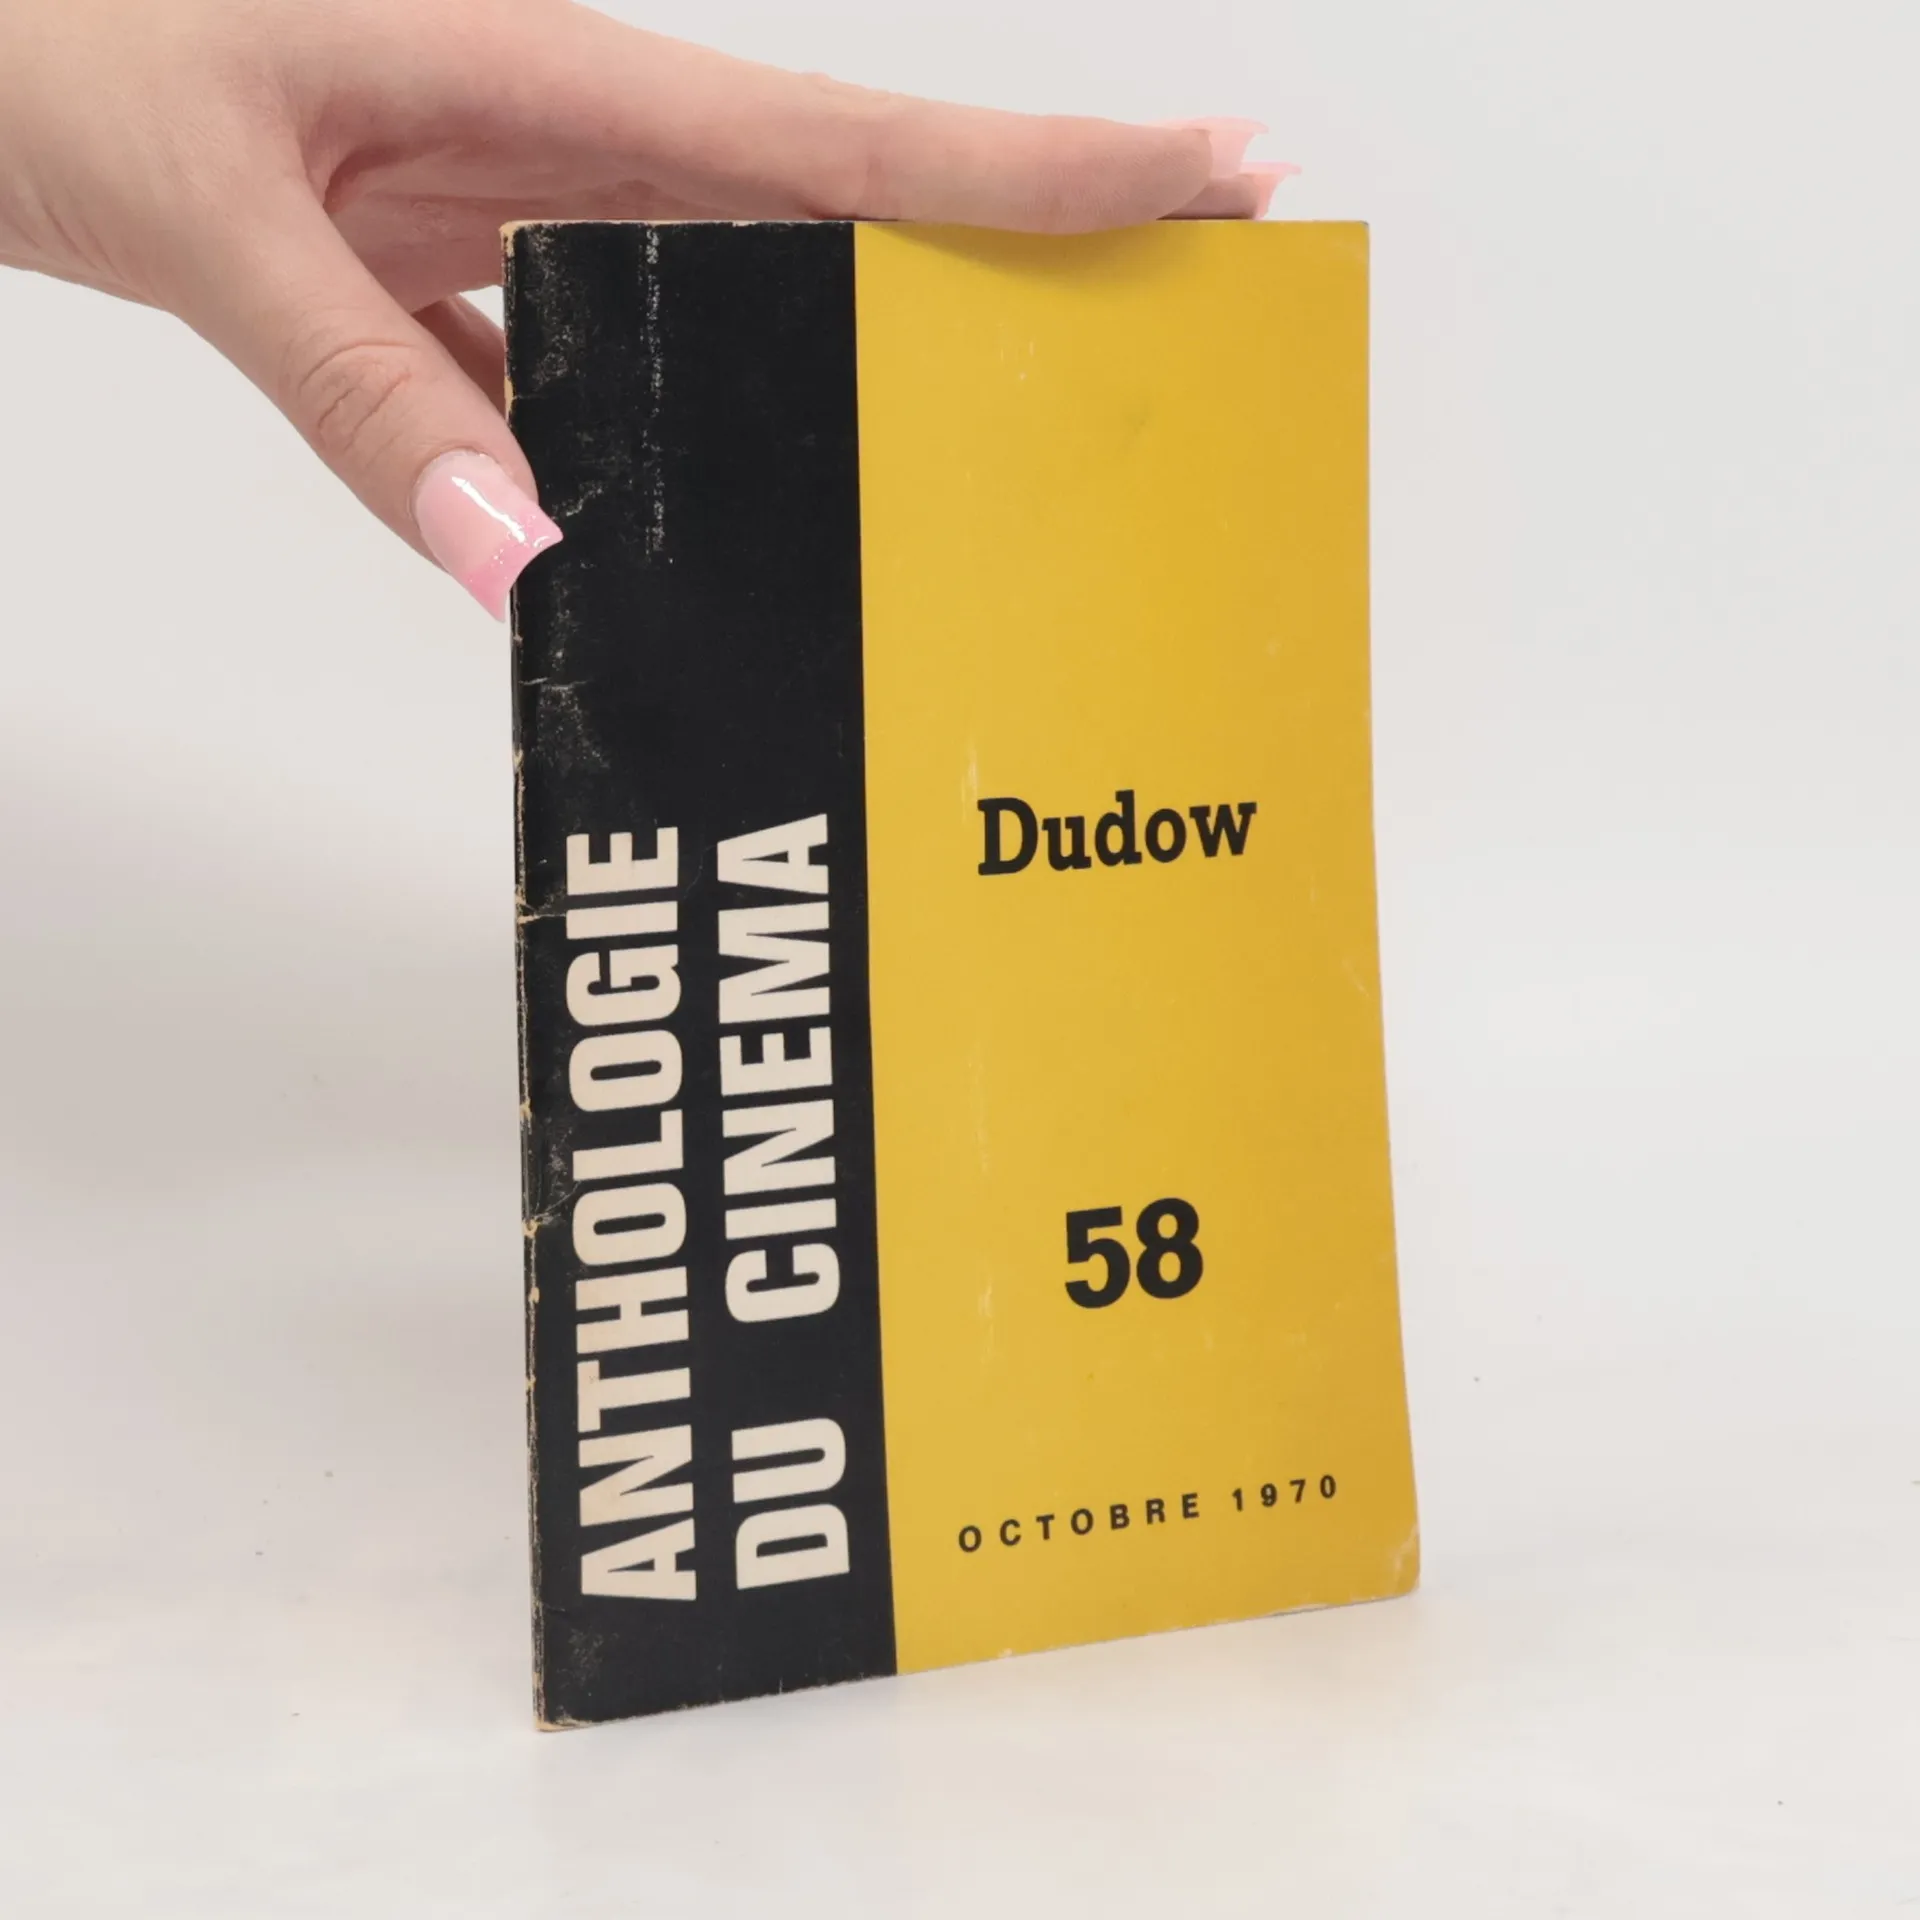 ANTHOLOGIE
DU CINEMA
Dudow
58
OCTOBRE 1970